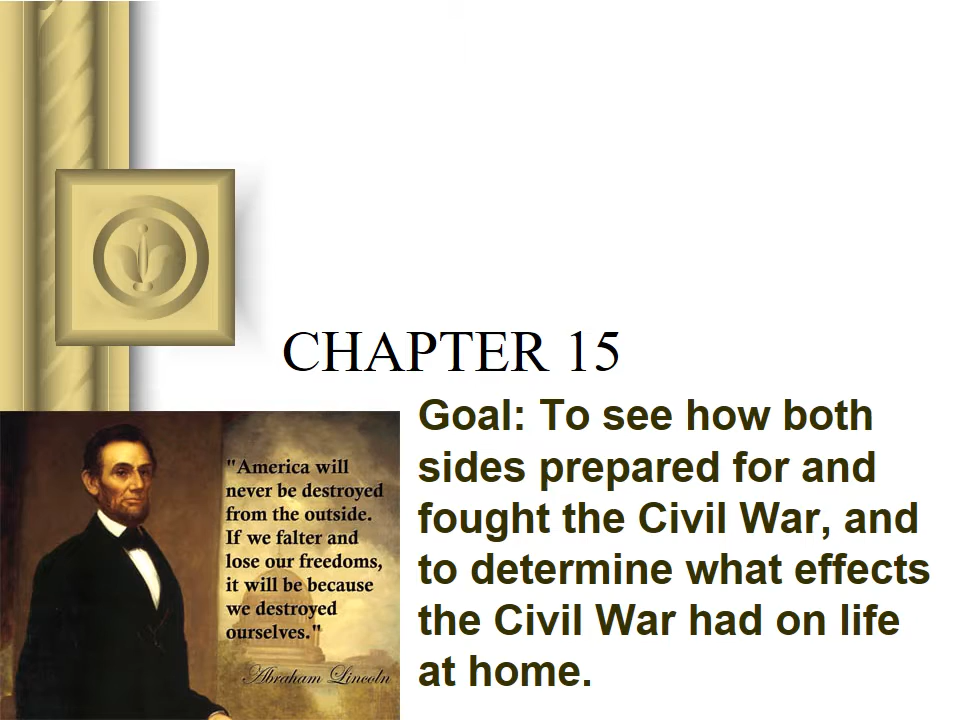 CHAPTER 15
Goal: To see how both
sides prepared for and
fought the Civil War, and
to determine what effects
the Civil War had on life
at home.
"America will
never be destroyed
from the outside.
If we falter and
lose our freedoms,
it will be because
we destroyed
ourselves."
Abraham Lincoln